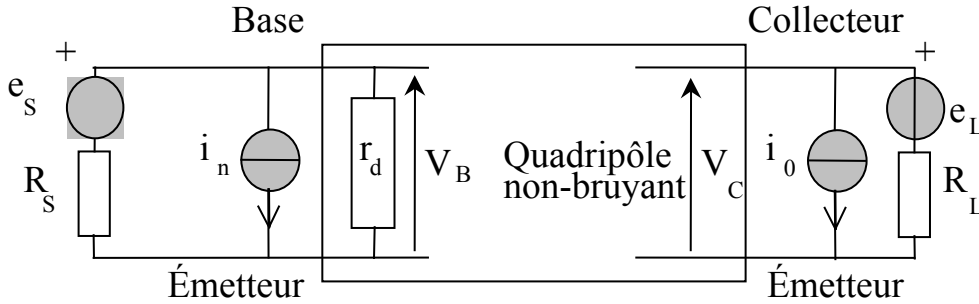 Base
Collecteur
+
+
e_S
e_L
i_n
r_d
V_B
Quadripôle
non-bruyant
V_C
i_0
R_S
R_L
Émetteur
Émetteur